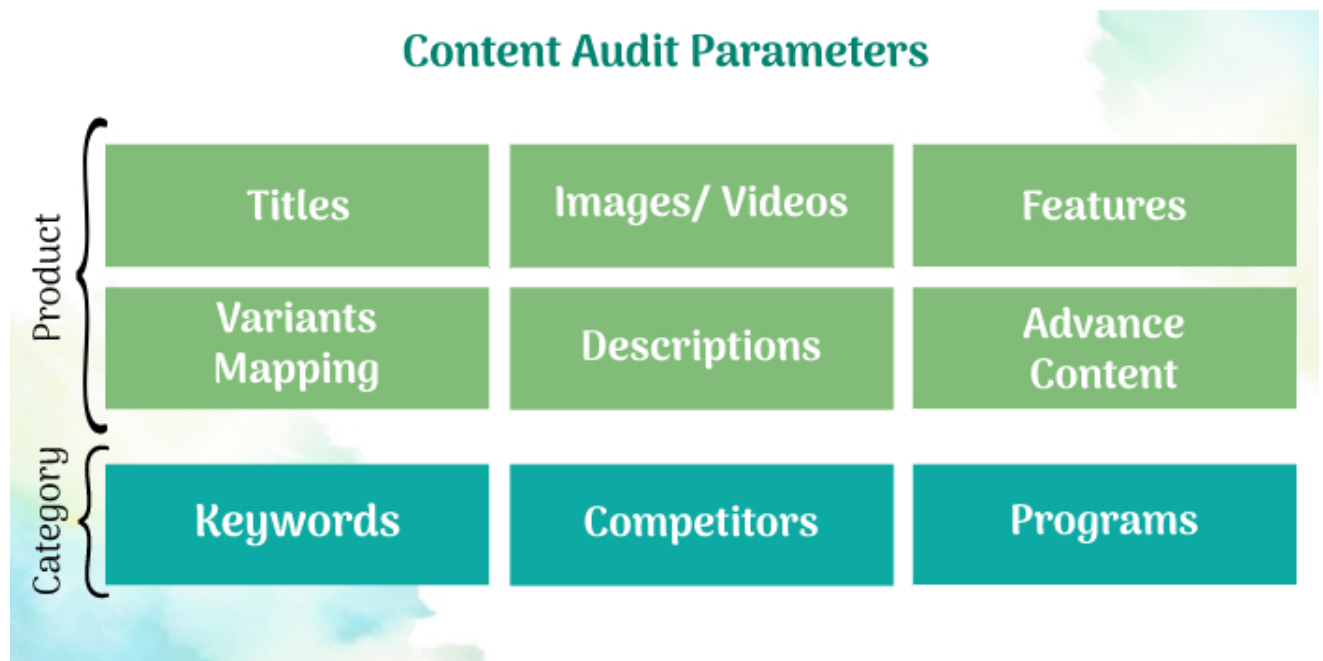 Content Audit Parameters
Product
Titles
Images/ Videos
Features
Variants
Mapping
Descriptions
Advance
Content
Category
Keywords
Competitors
Programs